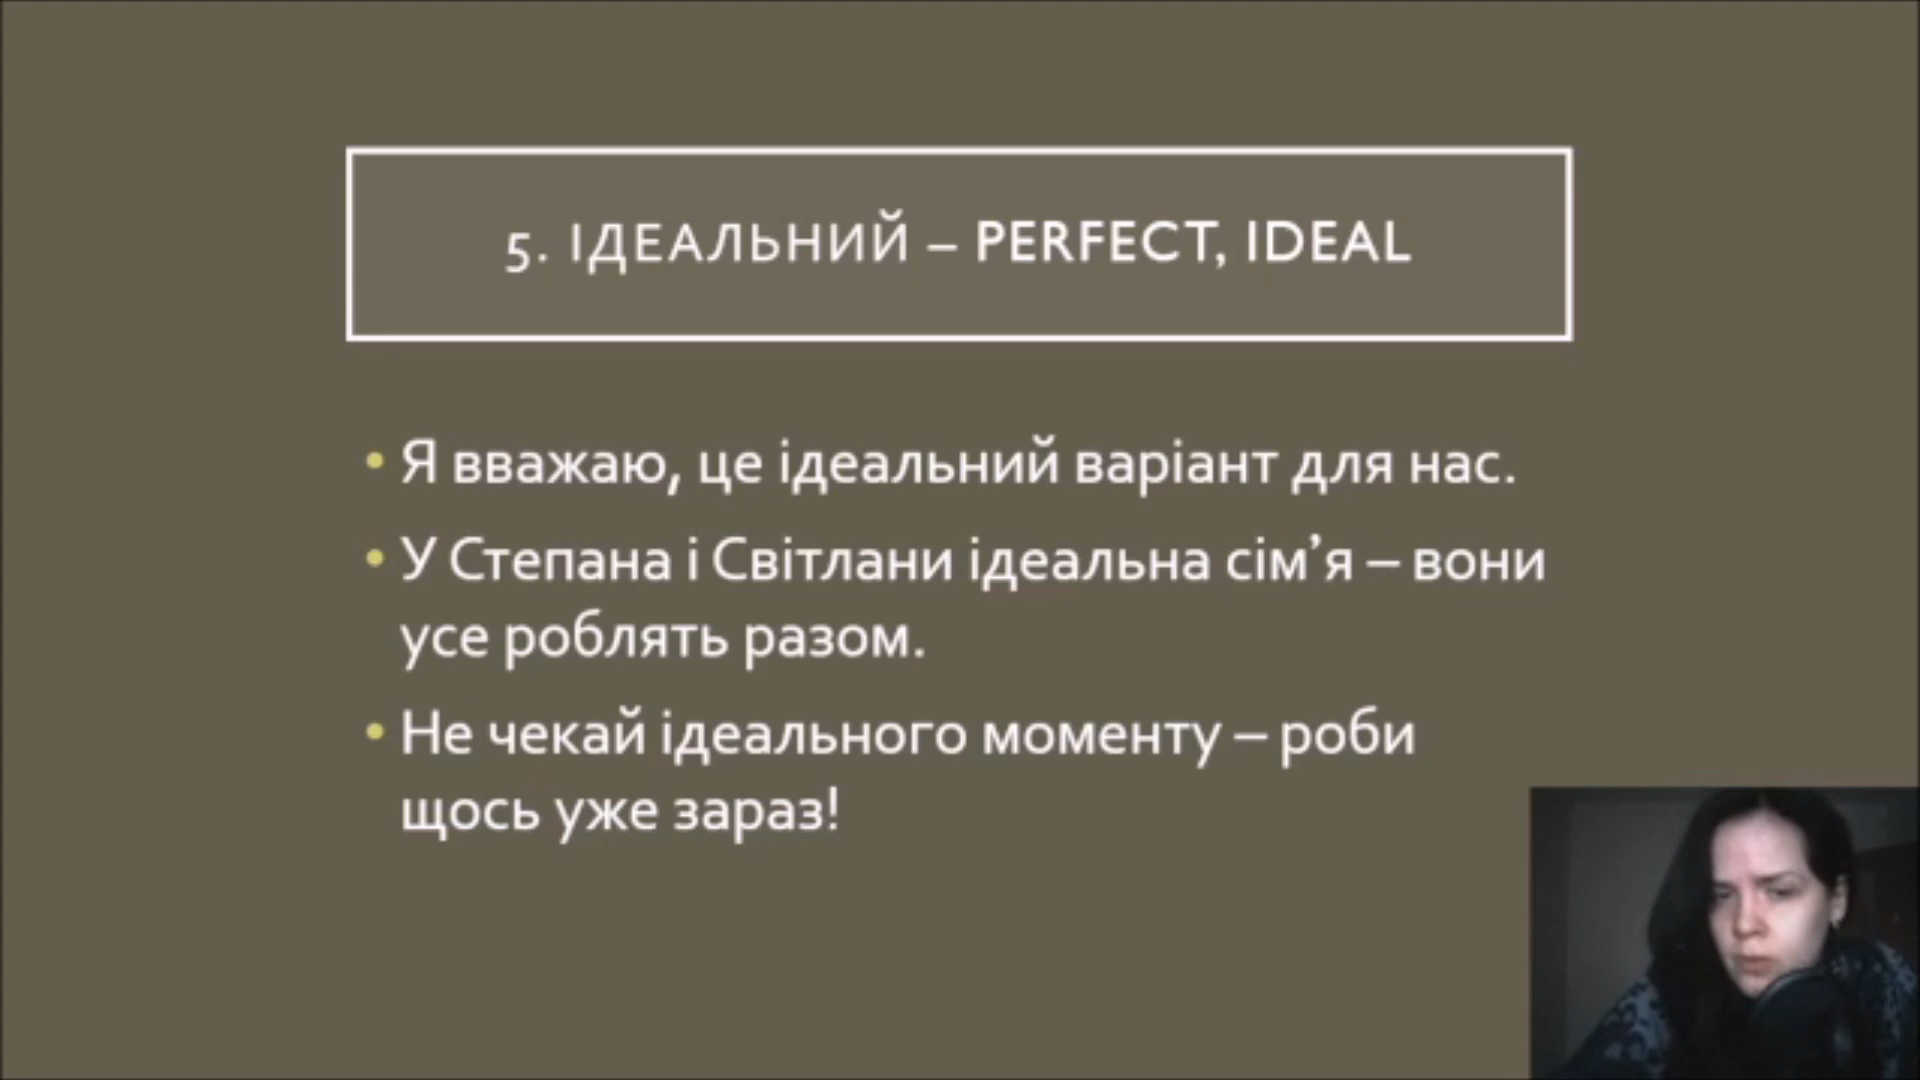 5. ІДЕАЛЬНИЙ – PERFECT, IDEAL
• Я вважаю, це ідеальний варіант для нас.
• У Степана і Світлани ідеальна сім’я – вони
усе роблять разом.
• Не чекай ідеального моменту – роби
щось уже зараз!